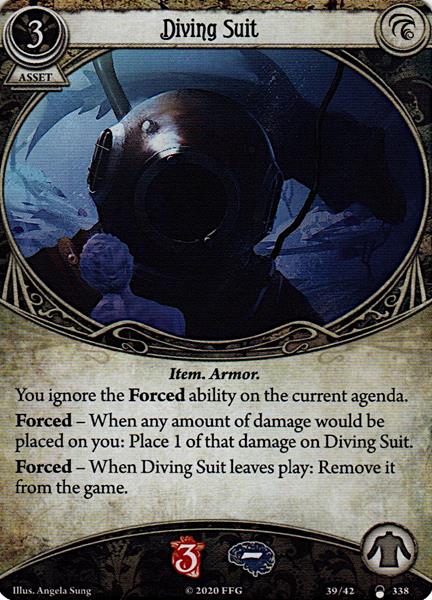 3
Diving Suit
ASSET
Item. Armor.
You ignore the Forced ability on the current agenda.
Forced – When any amount of damage would be
placed on you: Place 1 of that damage on Diving Suit.
Forced – When Diving Suit leaves play: Remove it
from the game.
3 –
Illus. Angela Sung © 2020 FFG 39/42 338